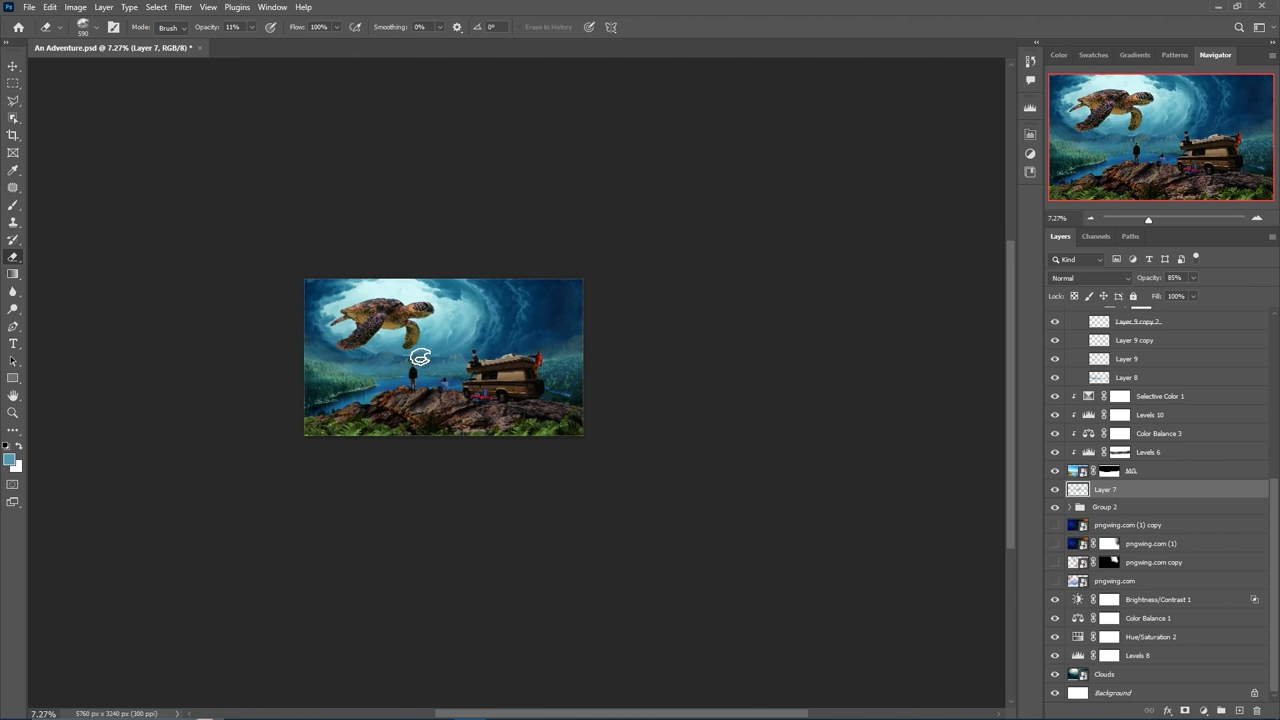 Ps File Edit Image Layer Type Select Filter View Plugins Window Help
590 Mode: Brush Opacity: 11% Flow: 100% Smoothing: 0% 0° Erase to History
An Adventure.psd @ 7.27% (Layer 7, RGB/8) * ×
Color Swatches Gradients Patterns Navigator
7.27%
Layers Channels Paths
Kind
Normal Opacity: 85%
Lock: Fill: 100%
Layer 9 copy 2
Layer 9 copy
Layer 9
Layer 8
Selective Color 1
Levels 10
Color Balance 3
Levels 6
MG
Layer 7
Group 2
pngwing.com (1) copy
pngwing.com (1)
pngwing.com copy
pngwing.com
Brightness/Contrast 1
Color Balance 1
Hue/Saturation 2
Levels 8
Clouds
Background
7.27% 5760 px x 3240 px (300 ppi)